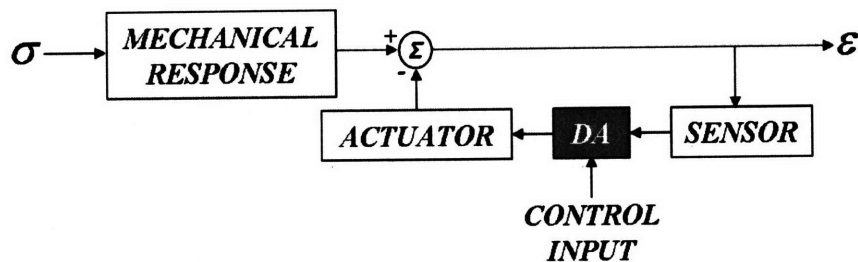 σ
MECHANICAL
RESPONSE
+
Σ
-
ε
ACTUATOR
DA
SENSOR
CONTROL
INPUT